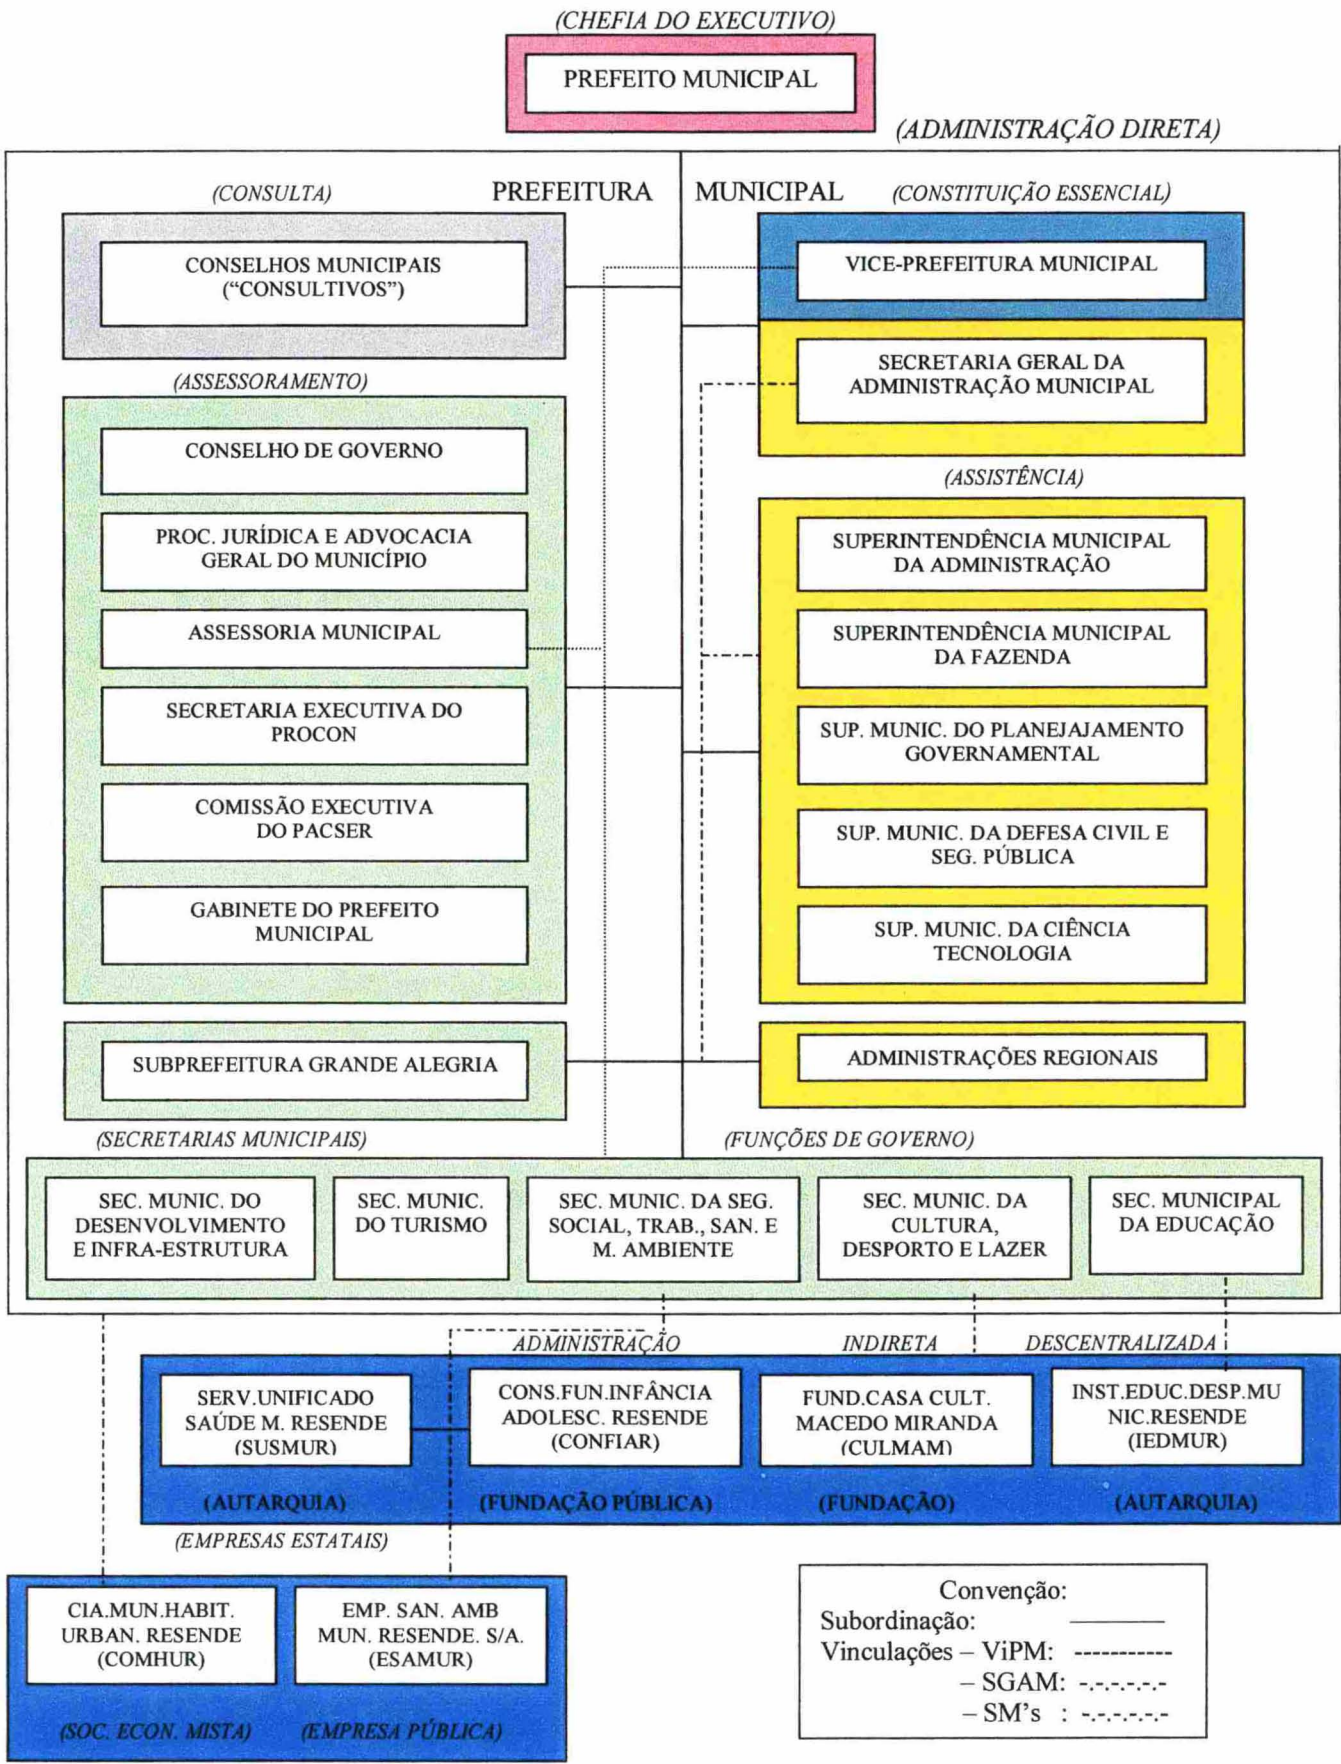 (CHEFIA DO EXECUTIVO)
PREFEITO MUNICIPAL
(ADMINISTRAÇÃO DIRETA)
(CONSULTA)
PREFEITURA
MUNICIPAL
(CONSTITUIÇÃO ESSENCIAL)
CONSELHOS MUNICIPAIS
(“CONSULTIVOS”)
VICE-PREFEITURA MUNICIPAL
SECRETARIA GERAL DA
ADMINISTRAÇÃO MUNICIPAL
(ASSESSORAMENTO)
CONSELHO DE GOVERNO
PROC. JURÍDICA E ADVOCACIA
GERAL DO MUNICÍPIO
ASSESSORIA MUNICIPAL
SECRETARIA EXECUTIVA DO
PROCON
COMISSÃO EXECUTIVA
DO PACSER
GABINETE DO PREFEITO
MUNICIPAL
(ASSISTÊNCIA)
SUPERINTENDÊNCIA MUNICIPAL
DA ADMINISTRAÇÃO
SUPERINTENDÊNCIA MUNICIPAL
DA FAZENDA
SUP. MUNIC. DO PLANEJAJAMENTO
GOVERNAMENTAL
SUP. MUNIC. DA DEFESA CIVIL E
SEG. PÚBLICA
SUP. MUNIC. DA CIÊNCIA
TECNOLOGIA
SUBPREFEITURA GRANDE ALEGRIA
ADMINISTRAÇÕES REGIONAIS
(SECRETARIAS MUNICIPAIS)
(FUNÇÕES DE GOVERNO)
SEC. MUNIC. DO
DESENVOLVIMENTO
E INFRA-ESTRUTURA
SEC. MUNIC.
DO TURISMO
SEC. MUNIC. DA SEG.
SOCIAL, TRAB., SAN. E
M. AMBIENTE
SEC. MUNIC. DA
CULTURA,
DESPORTO E LAZER
SEC. MUNICIPAL
DA EDUCAÇÃO
ADMINISTRAÇÃO
INDIRETA
DESCENTRALIZADA
SERV.UNIFICADO
SAÚDE M. RESENDE
(SUSMUR)
(AUTARQUIA)
CONS.FUN.INFÂNCIA
ADOLESC. RESENDE
(CONFIAR)
(FUNDAÇÃO PÚBLICA)
FUND.CASA CULT.
MACEDO MIRANDA
(CULMAM)
(FUNDAÇÃO)
INST.EDUC.DESP.MU
NIC.RESENDE
(IEDMUR)
(AUTARQUIA)
(EMPRESAS ESTATAIS)
CIA.MUN.HABIT.
URBAN. RESENDE
(COMHUR)
(SOC. ECON. MISTA)
EMP. SAN. AMB
MUN. RESENDE. S/A.
(ESAMUR)
(EMPRESA PÚBLICA)
Convenção:
Subordinação:
Vinculações – ViPM: -----------
– SGAM: -.-.-.-.-.-
– SM’s : -.-.-.-.-.-